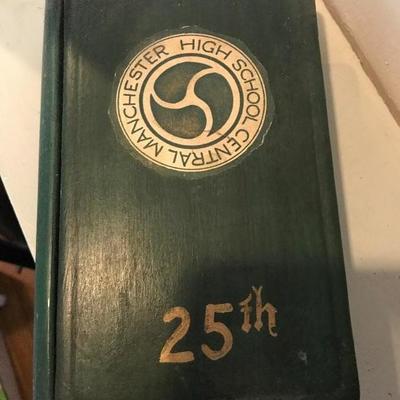 MANCHESTER HIGH SCHOOL CENTRAL
25th